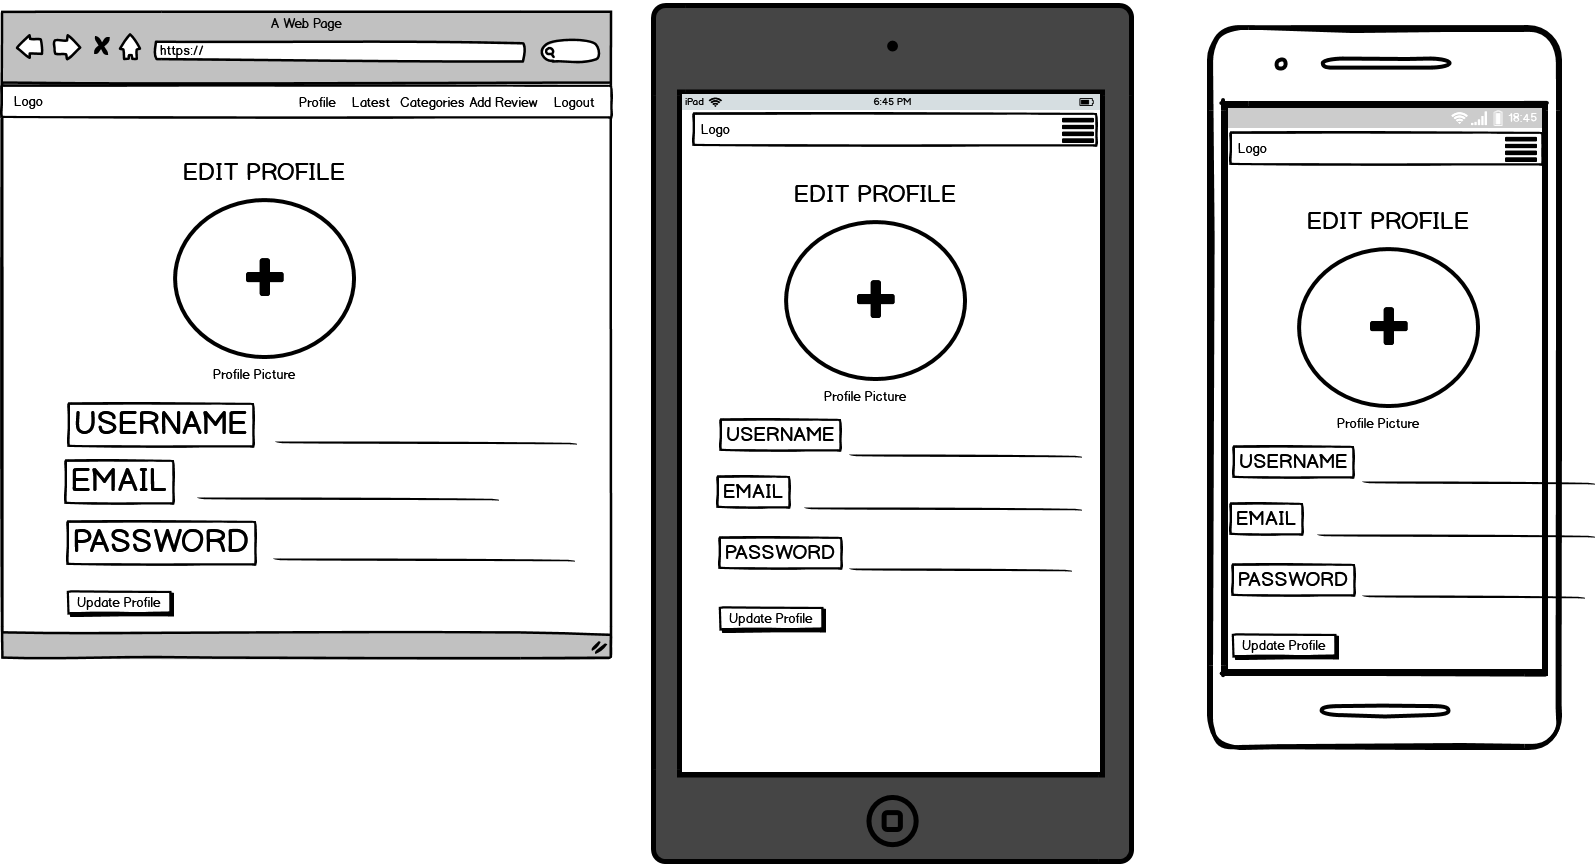 A Web Page
https://
Logo Profile Latest Categories Add Review Logout
EDIT PROFILE
Profile Picture
USERNAME
EMAIL
PASSWORD
Update Profile
iPad 6:45 PM
Logo
EDIT PROFILE
Profile Picture
USERNAME
EMAIL
PASSWORD
Update Profile
18:45
Logo
EDIT PROFILE
Profile Picture
USERNAME
EMAIL
PASSWORD
Update Profile